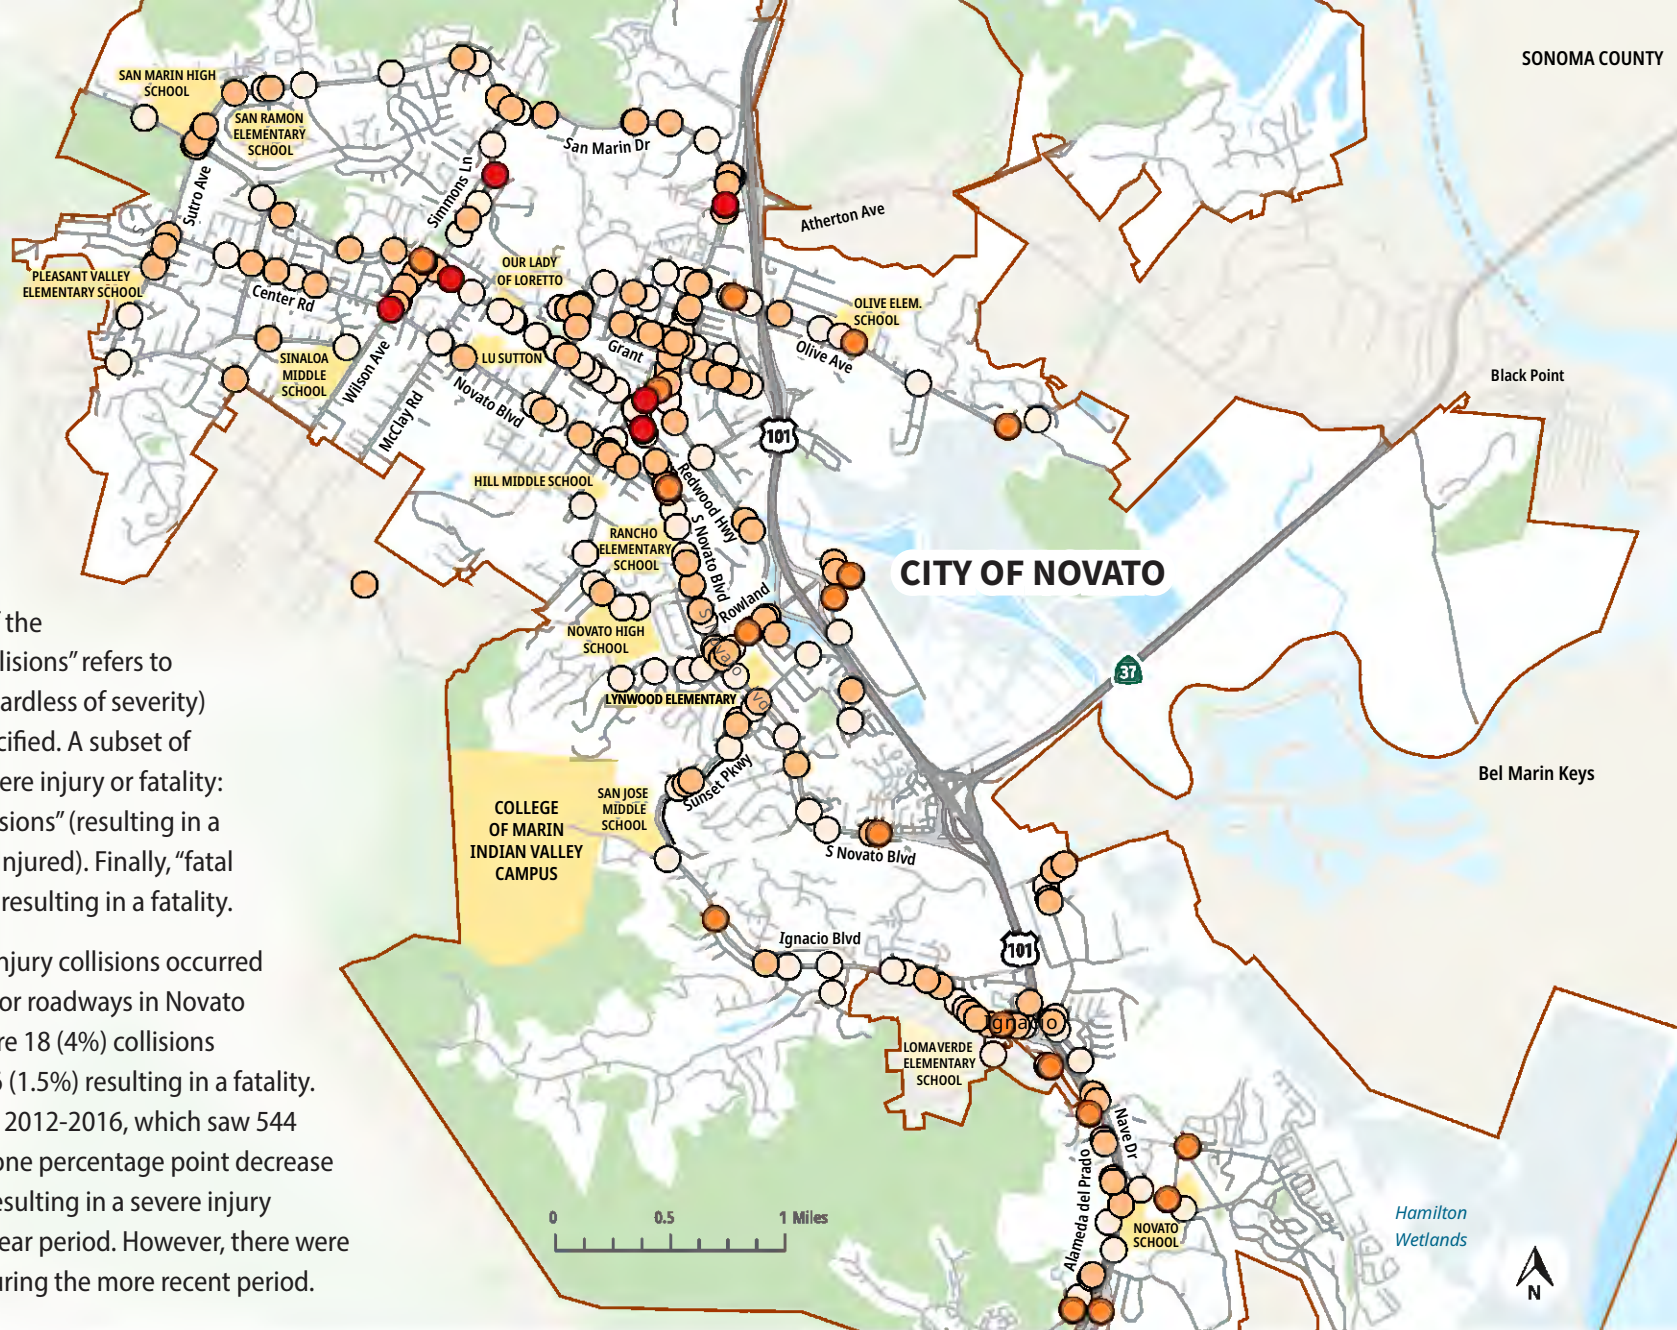 SONOMA COUNTY
SAN MARIN HIGH
SCHOOL
SAN RAMON
ELEMENTARY
SCHOOL
San Marin Dr
Simmons Ln
Sutro Ave
Atherton Ave
OUR LADY
OF LORETTO
PLEASANT VALLEY
ELEMENTARY SCHOOL
Center Rd
OLIVE ELEM.
SCHOOL
Olive Ave
Grant
LU SUTTON
SINALOA
MIDDLE
SCHOOL
Wilson Ave
McClay Rd
Novato Blvd
Black Point
101
HILL MIDDLE SCHOOL
Redwood Hwy
S Novato Blvd
RANCHO
ELEMENTARY
SCHOOL
CITY OF NOVATO
Rowland
NOVATO HIGH
SCHOOL
37
LYNWOOD ELEMENTARY
Sunset Pkwy
Bel Marin Keys
COLLEGE
OF MARIN
INDIAN VALLEY
CAMPUS
SAN JOSE
MIDDLE
SCHOOL
S Novato Blvd
Ignacio Blvd
101
Ignacio
LOMA VERDE
ELEMENTARY
SCHOOL
Nave Dr
Alameda del Prado
NOVATO
SCHOOL
Hamilton
Wetlands
0 0.5 1 Miles
N
the
lisions” refers to
ardless of severity)
cified. A subset of
ere injury or fatality:
sions” (resulting in a
injured). Finally, “fatal
resulting in a fatality.
njury collisions occurred
or roadways in Novato
re 18 (4%) collisions
(1.5%) resulting in a fatality.
2012-2016, which saw 544
one percentage point decrease
esulting in a severe injury
ear period. However, there were
uring the more recent period.